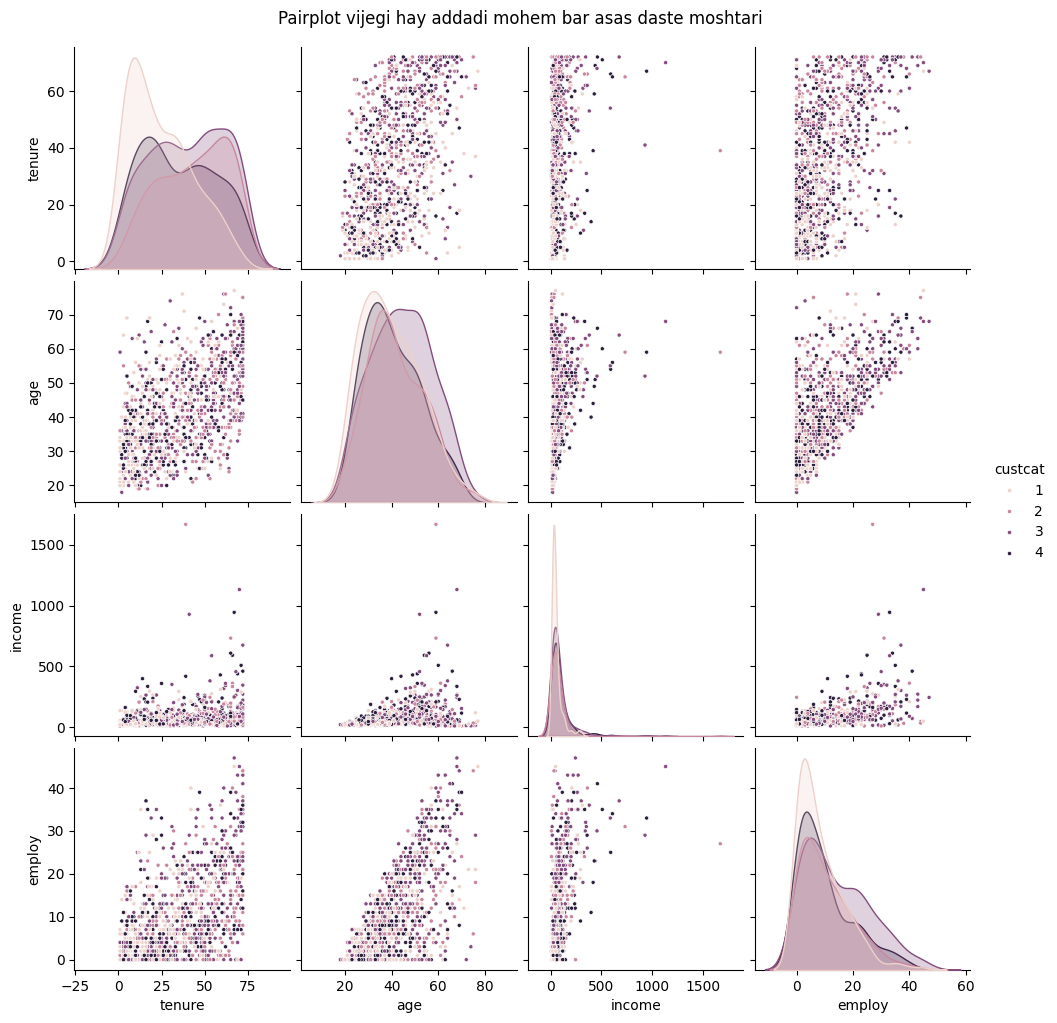 Pairplot vijegi hay addadi mohem bar asas daste moshtari
tenure
60
40
20
0
age
70
60
50
40
30
20
custcat
1
2
3
4
income
1500
1000
500
0
employ
40
30
20
10
0
−25 0 25 50 75
20 40 60 80
0 500 1000 1500
0 20 40 60
tenure age income employ